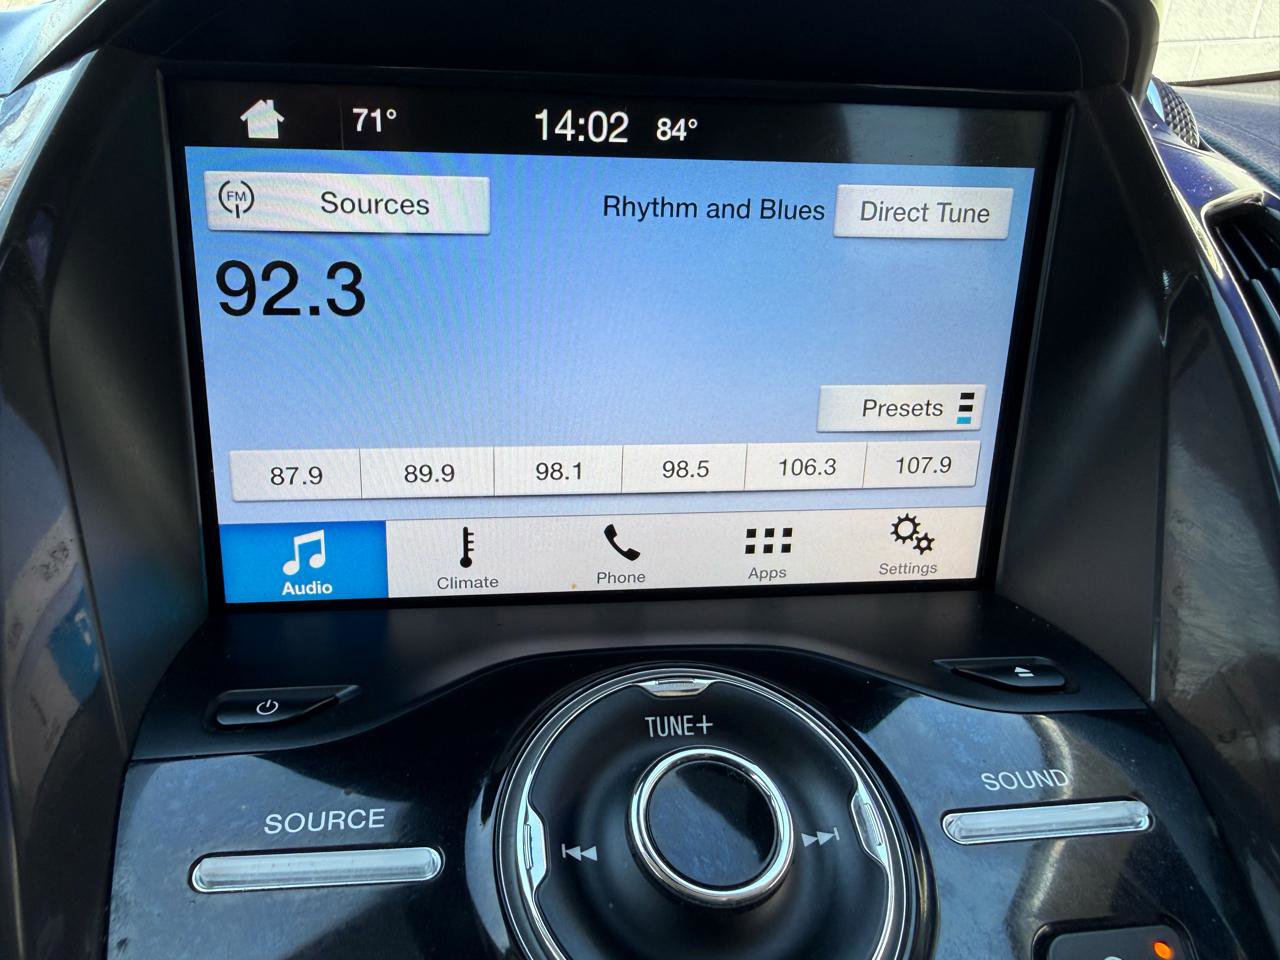 71° 14:02 84°
FM Sources Rhythm and Blues Direct Tune
92.3
Presets
87.9 89.9 98.1 98.5 106.3 107.9
Audio Climate Phone Apps Settings
TUNE+
SOURCE SOUND